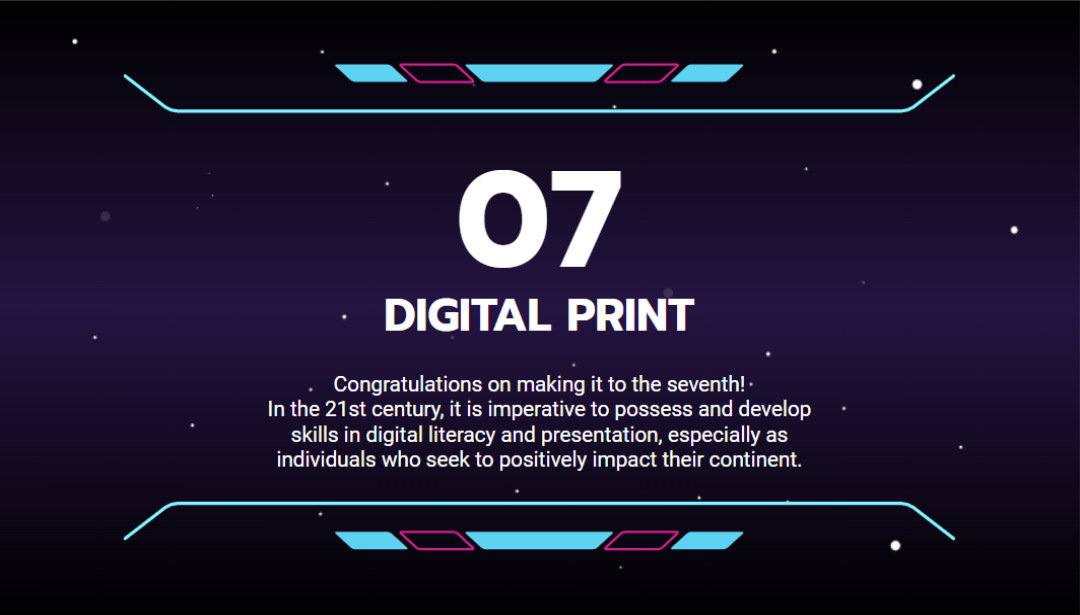 07
DIGITAL PRINT
Congratulations on making it to the seventh!
In the 21st century, it is imperative to possess and develop
skills in digital literacy and presentation, especially as
individuals who seek to positively impact their continent.